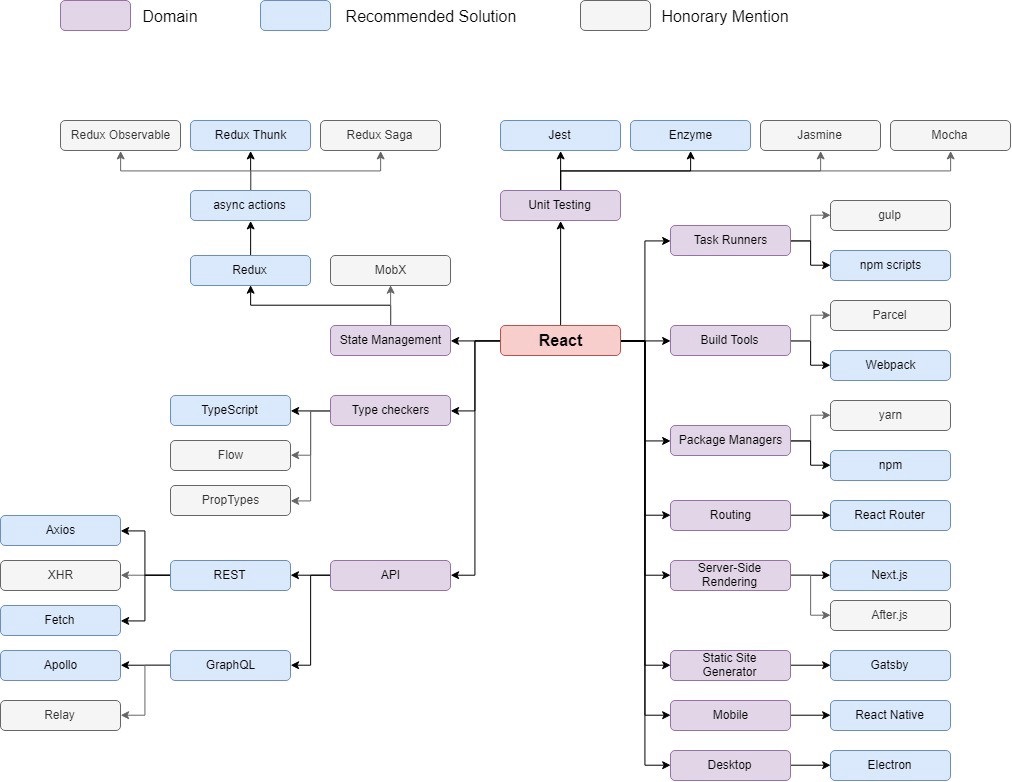 Domain
Recommended Solution
Honorary Mention
Redux Observable
Redux Thunk
Redux Saga
Jest
Enzyme
Jasmine
Mocha
async actions
Unit Testing
gulp
Task Runners
npm scripts
Redux
MobX
Parcel
State Management
React
Build Tools
Webpack
TypeScript
Type checkers
yarn
Package Managers
Flow
npm
PropTypes
Routing
React Router
Axios
XHR
REST
API
Server-Side
Rendering
Next.js
Fetch
After.js
Apollo
GraphQL
Static Site
Generator
Gatsby
Relay
Mobile
React Native
Desktop
Electron